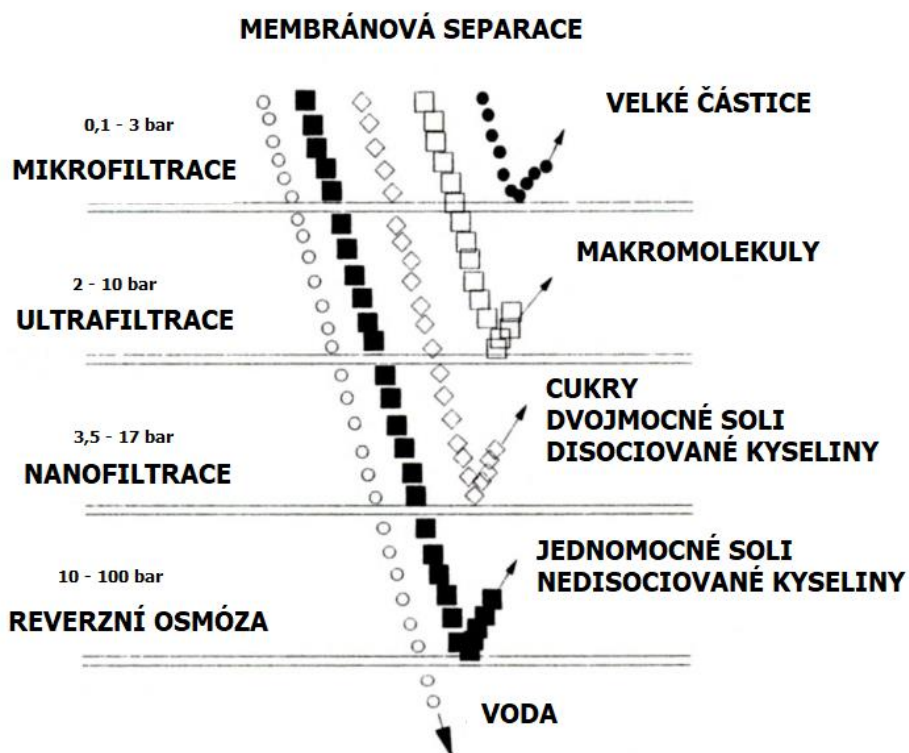 MEMBRÁNOVÁ SEPARACE
0,1 - 3 bar
MIKROFILTRACE
VELKÉ ČÁSTICE
2 - 10 bar
ULTRAFILTRACE
MAKROMOLEKULY
3,5 - 17 bar
NANOFILTRACE
CUKRY
DVOJMOCNÉ SOLI
DISOCIOVANÉ KYSELINY
10 - 100 bar
REVERZNÍ OSMÓZA
JEDNOMOCNÉ SOLI
NEDISOCIOVANÉ KYSELINY
VODA